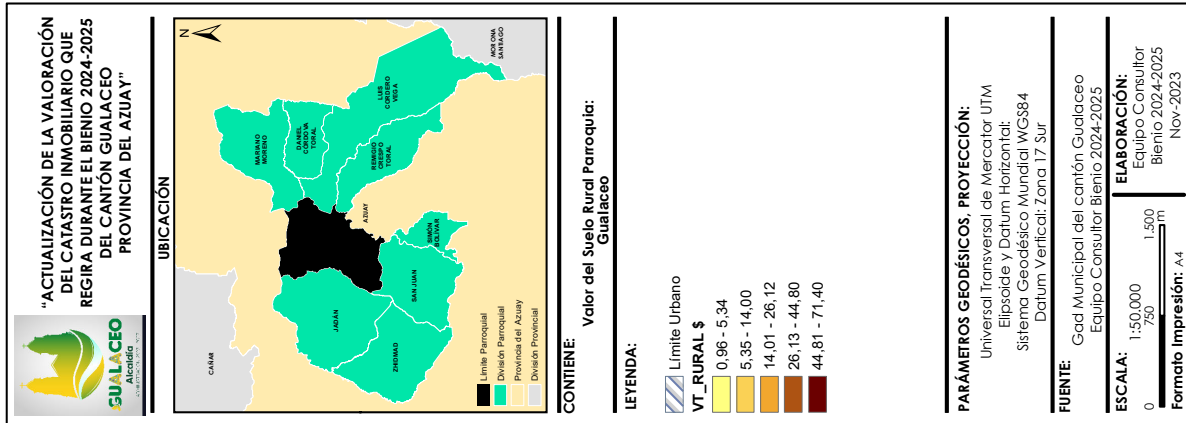 GUALACEO
Alcaldía
"ACTUALIZACIÓN DE LA VALORACIÓN
DEL CATASTRO INMOBILIARIO QUE
REGIRA DURANTE EL BIENIO 2024-2025
DEL CANTÓN GUALACEO
PROVINCIA DEL AZUAY"
UBICACIÓN
N
CAÑAR
MARIANO
MORENO
DANIEL
CÓRDOVA
TORAL
LUIS
CORDERO
VEGA
REMIGIO
CRESPO
TORAL
MORONA
SANTIAGO
AZUAY
JADÁN
SIMÓN
BOLÍVAR
SAN JUAN
ZHIDMAD
Límite Parroquial
División Parroquial
Provincia del Azuay
División Provincial
CONTIENE:
Valor del Suelo Rural Parroquia:
Gualaceo
LEYENDA:
Límite Urbano
VT_RURAL $
0,96 - 5,34
5,35 - 14,00
14,01 - 26,12
26,13 - 44,80
44,81 - 71,40
PARÁMETROS GEODÉSICOS, PROYECCIÓN:
Universal Transversal de Mercator UTM
Elipsoide y Datum Horizontal:
Sistema Geodésico Mundial WGS84
Datum Vertical: Zona 17 Sur
FUENTE:
Gad Municipal del cantón Gualaceo
Equipo Consultor Bienio 2024-2025
ESCALA: 1:50.000
0 750 1.500
m
Formato Impresión: A4
ELABORACIÓN:
Equipo Consultor
Bienio 2024-2025
Nov-2023